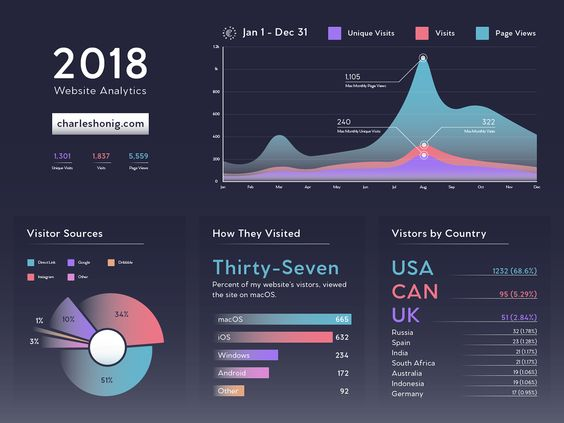 2018
Website Analytics
charleshonig.com
1,301
1,837
5,559
Unique Visits
Visits
Page Views
Jan 1 - Dec 31
Unique Visits
Visits
Page Views
1.2k
1k
800
600
400
200
0
1,105
Max Monthly Page Views
240
Max Monthly Unique Visits
322
Max Monthly Visits
Jan
Feb
Mar
Apr
May
Jun
Jul
Aug
Sep
Oct
Nov
Dec
Visitor Sources
Direct Link
Google
Dribbble
Instagram
Other
34%
10%
1%
3%
51%
How They Visited
Thirty-Seven
Percent of my website's vistors, viewed
the site on macOS.
macOS 665
iOS 632
Windows 234
Android 172
Other 92
Vistors by Country
USA 1232 (68.6%)
CAN 95 (5.29%)
UK 51 (2.84%)
Russia 32 (1.78%)
Spain 23 (1.28%)
India 21 (1.17%)
South Africa 21 (1.17%)
Australia 19 (1.06%)
Indonesia 19 (1.06%)
Germany 17 (0.95%)